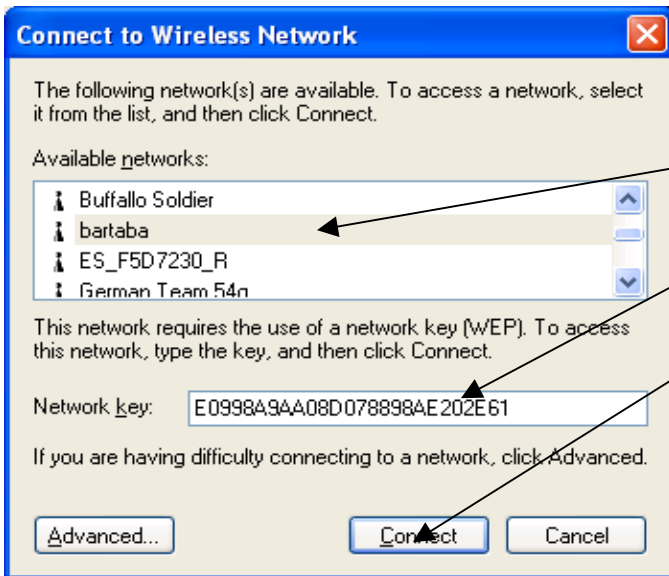 Connect to Wireless Network
The following network(s) are available. To access a network, select
it from the list, and then click Connect.
Available networks:
Buffallo Soldier
bartaba
ES_F5D7230_R
German Team 54g
This network requires the use of a network key (WEP). To access
this network, type the key, and then click Connect.
Network key: E0998A9AA08D078898AE202E61
If you are having difficulty connecting to a network, click Advanced.
Advanced... Connect Cancel